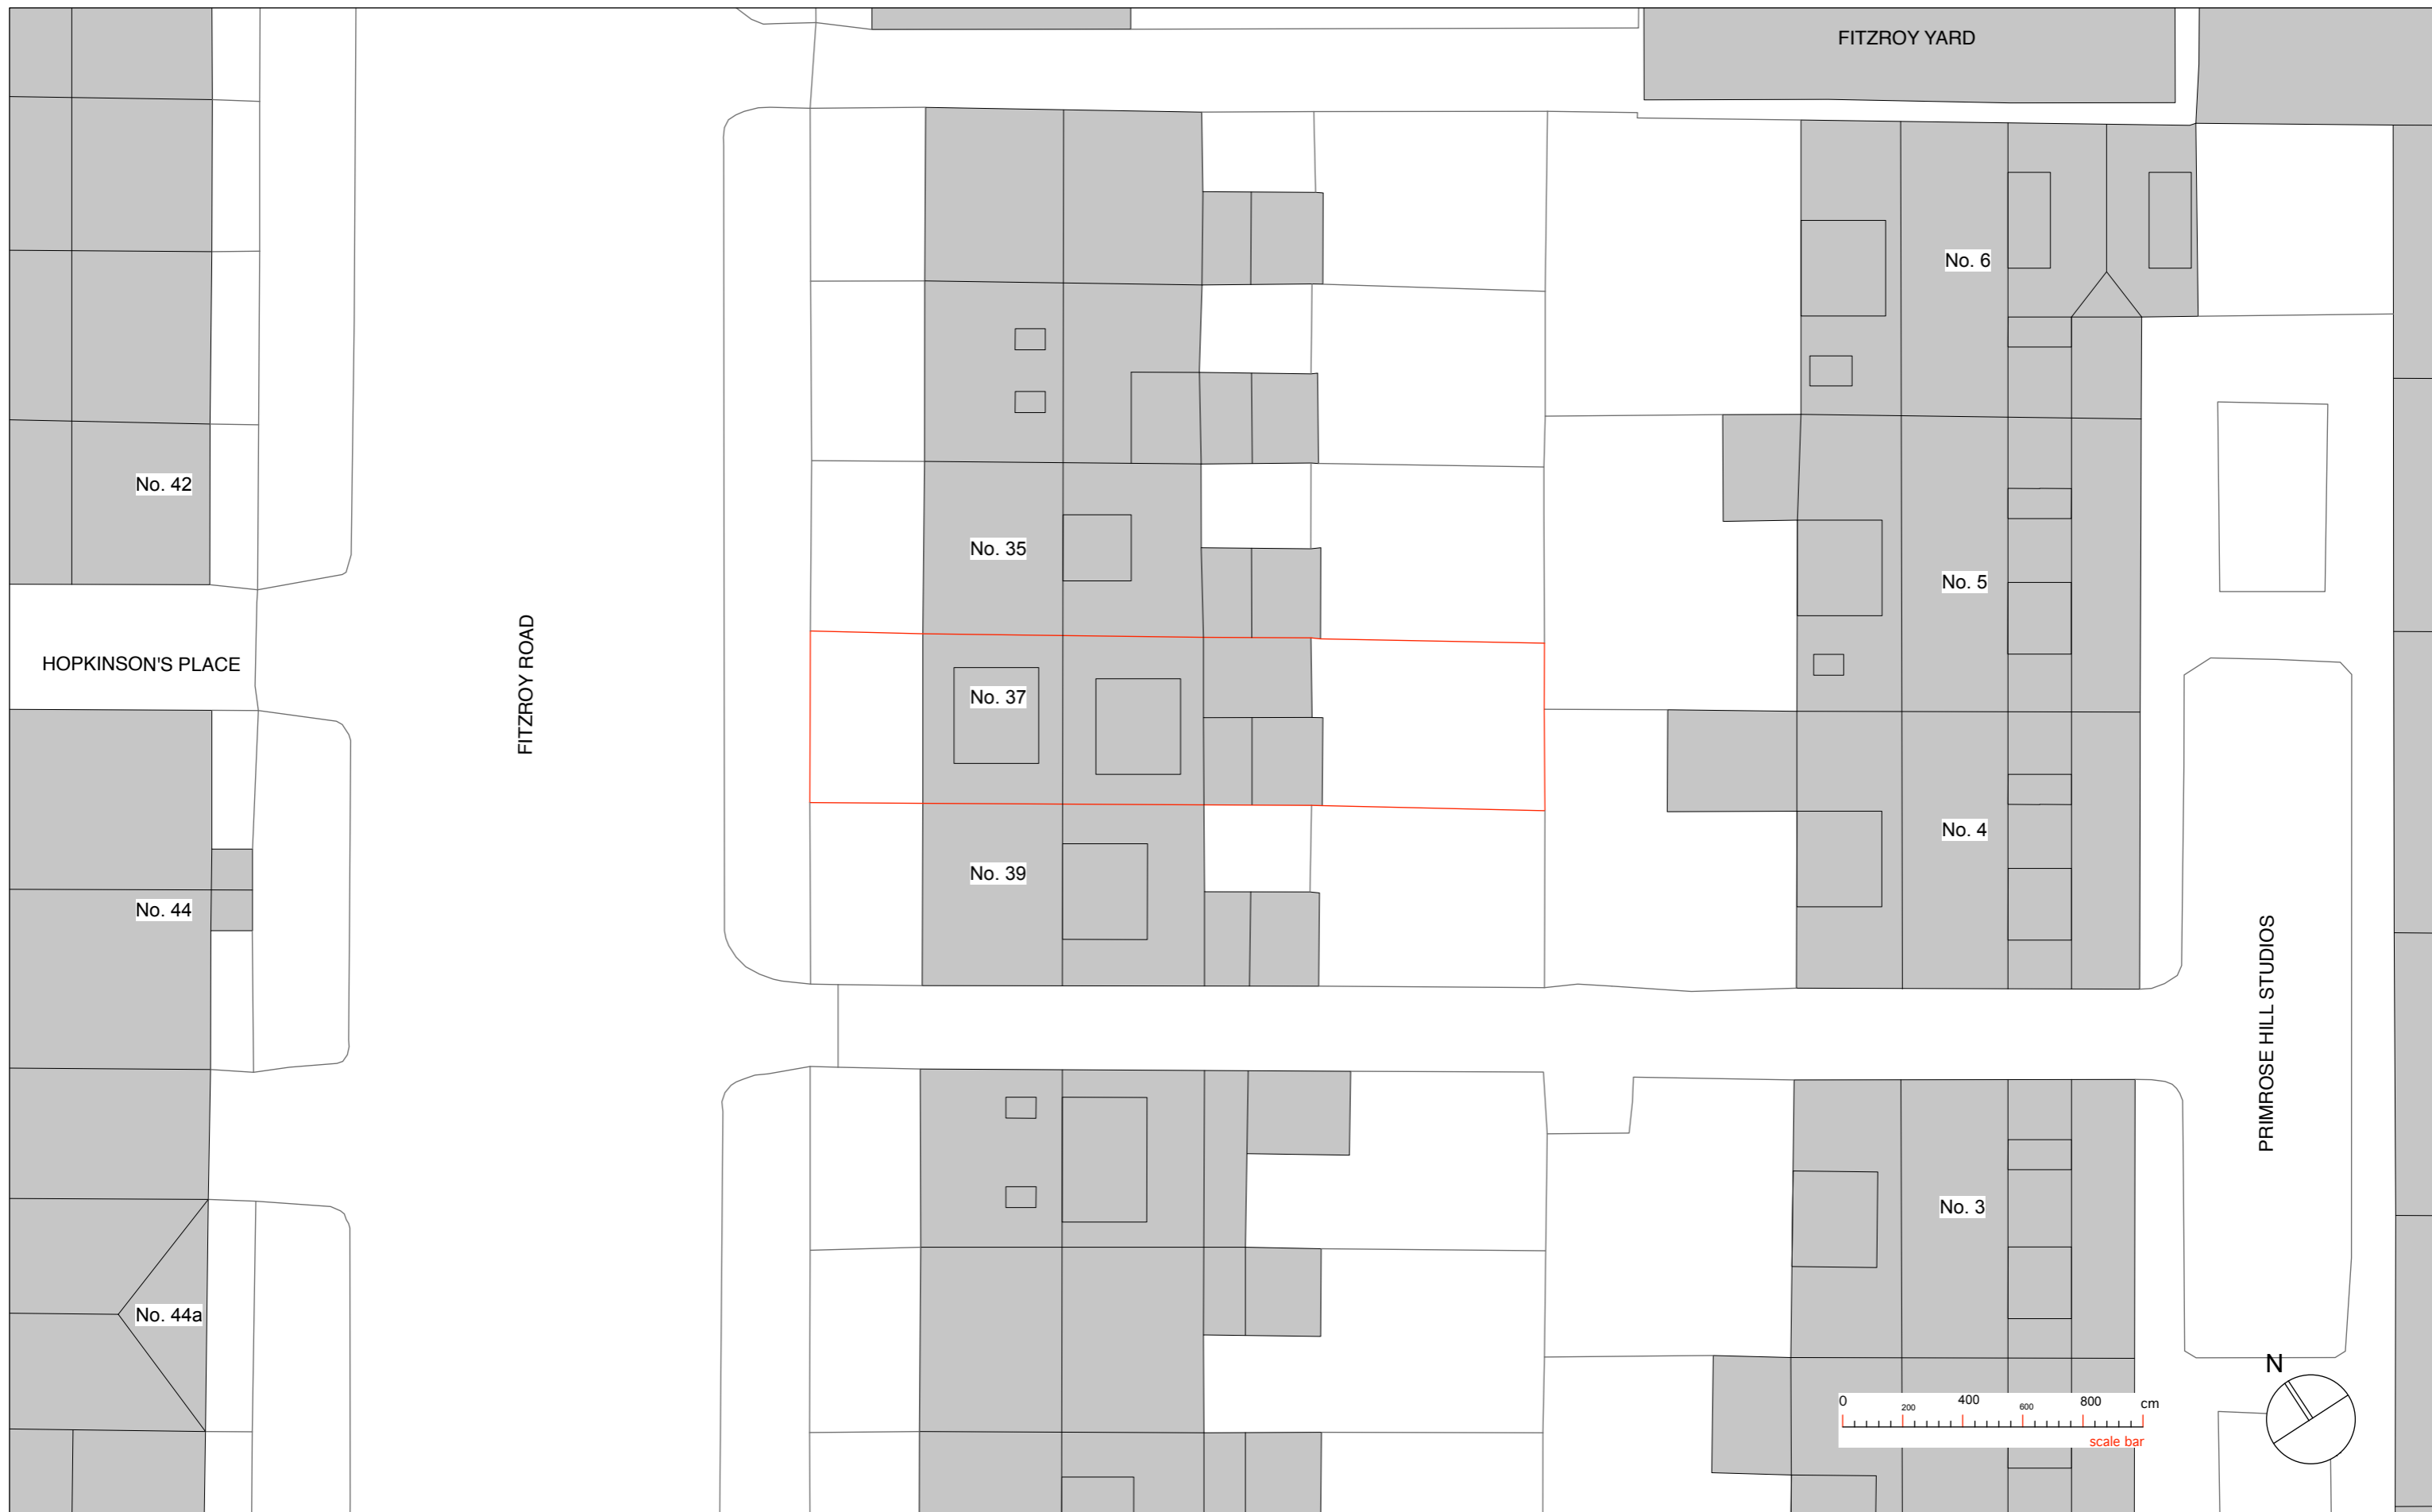 FITZROY YARD
No. 6
No. 42
No. 35
No. 5
HOPKINSON'S PLACE
FITZROY ROAD
No. 37
No. 4
No. 39
No. 44
PRIMROSE HILL STUDIOS
No. 3
No. 44a
N
0 200 400 600 800 cm
scale bar